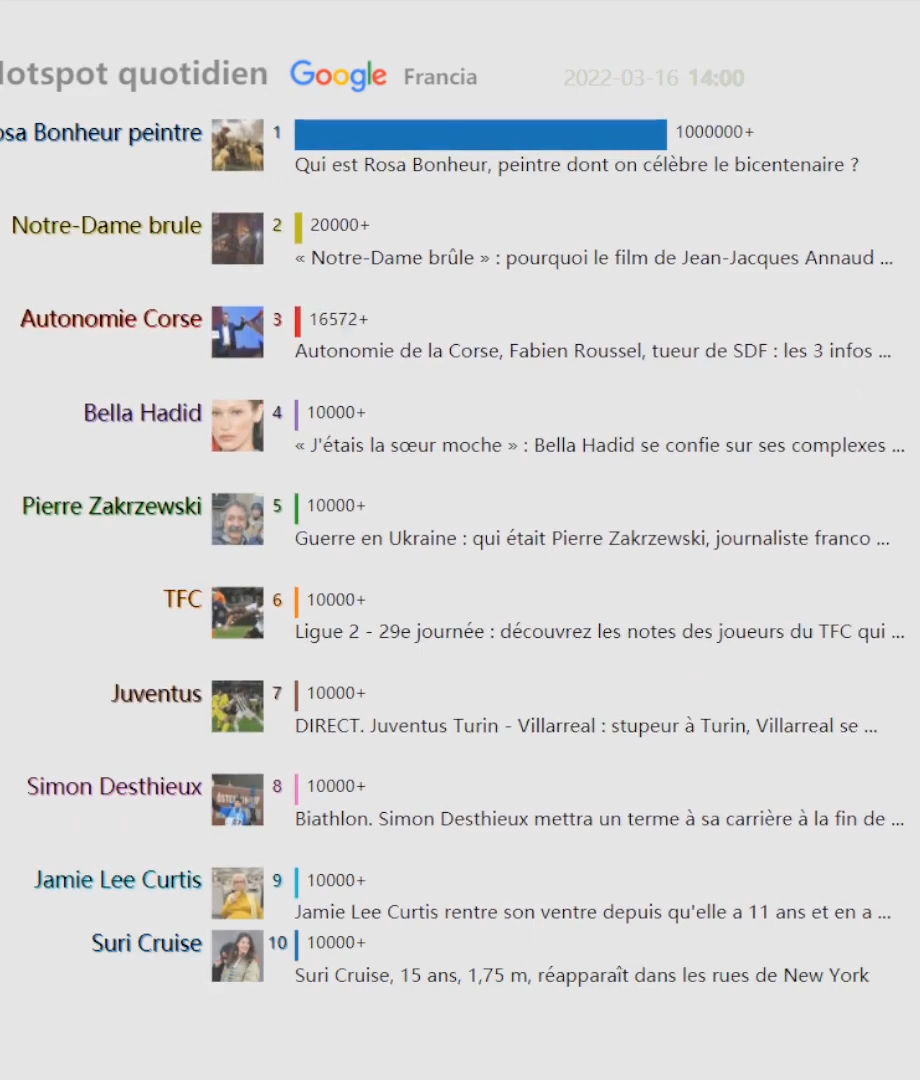 lotspot quotidien Google Francia 2022-03-16 14:00
osa Bonheur peintre 1 1000000+
Qui est Rosa Bonheur, peintre dont on célèbre le bicentenaire ?
Notre-Dame brule 2 20000+
« Notre-Dame brûle » : pourquoi le film de Jean-Jacques Annaud ...
Autonomie Corse 3 16572+
Autonomie de la Corse, Fabien Roussel, tueur de SDF : les 3 infos ...
Bella Hadid 4 10000+
« J'étais la sœur moche » : Bella Hadid se confie sur ses complexes ...
Pierre Zakrzewski 5 10000+
Guerre en Ukraine : qui était Pierre Zakrzewski, journaliste franco ...
TFC 6 10000+
Ligue 2 - 29e journée : découvrez les notes des joueurs du TFC qui ...
Juventus 7 10000+
DIRECT. Juventus Turin - Villarreal : stupeur à Turin, Villarreal se ...
Simon Desthieux 8 10000+
Biathlon. Simon Desthieux mettra un terme à sa carrière à la fin de ...
Jamie Lee Curtis 9 10000+
Jamie Lee Curtis rentre son ventre depuis qu'elle a 11 ans et en a ...
Suri Cruise 10 10000+
Suri Cruise, 15 ans, 1,75 m, réapparaît dans les rues de New York